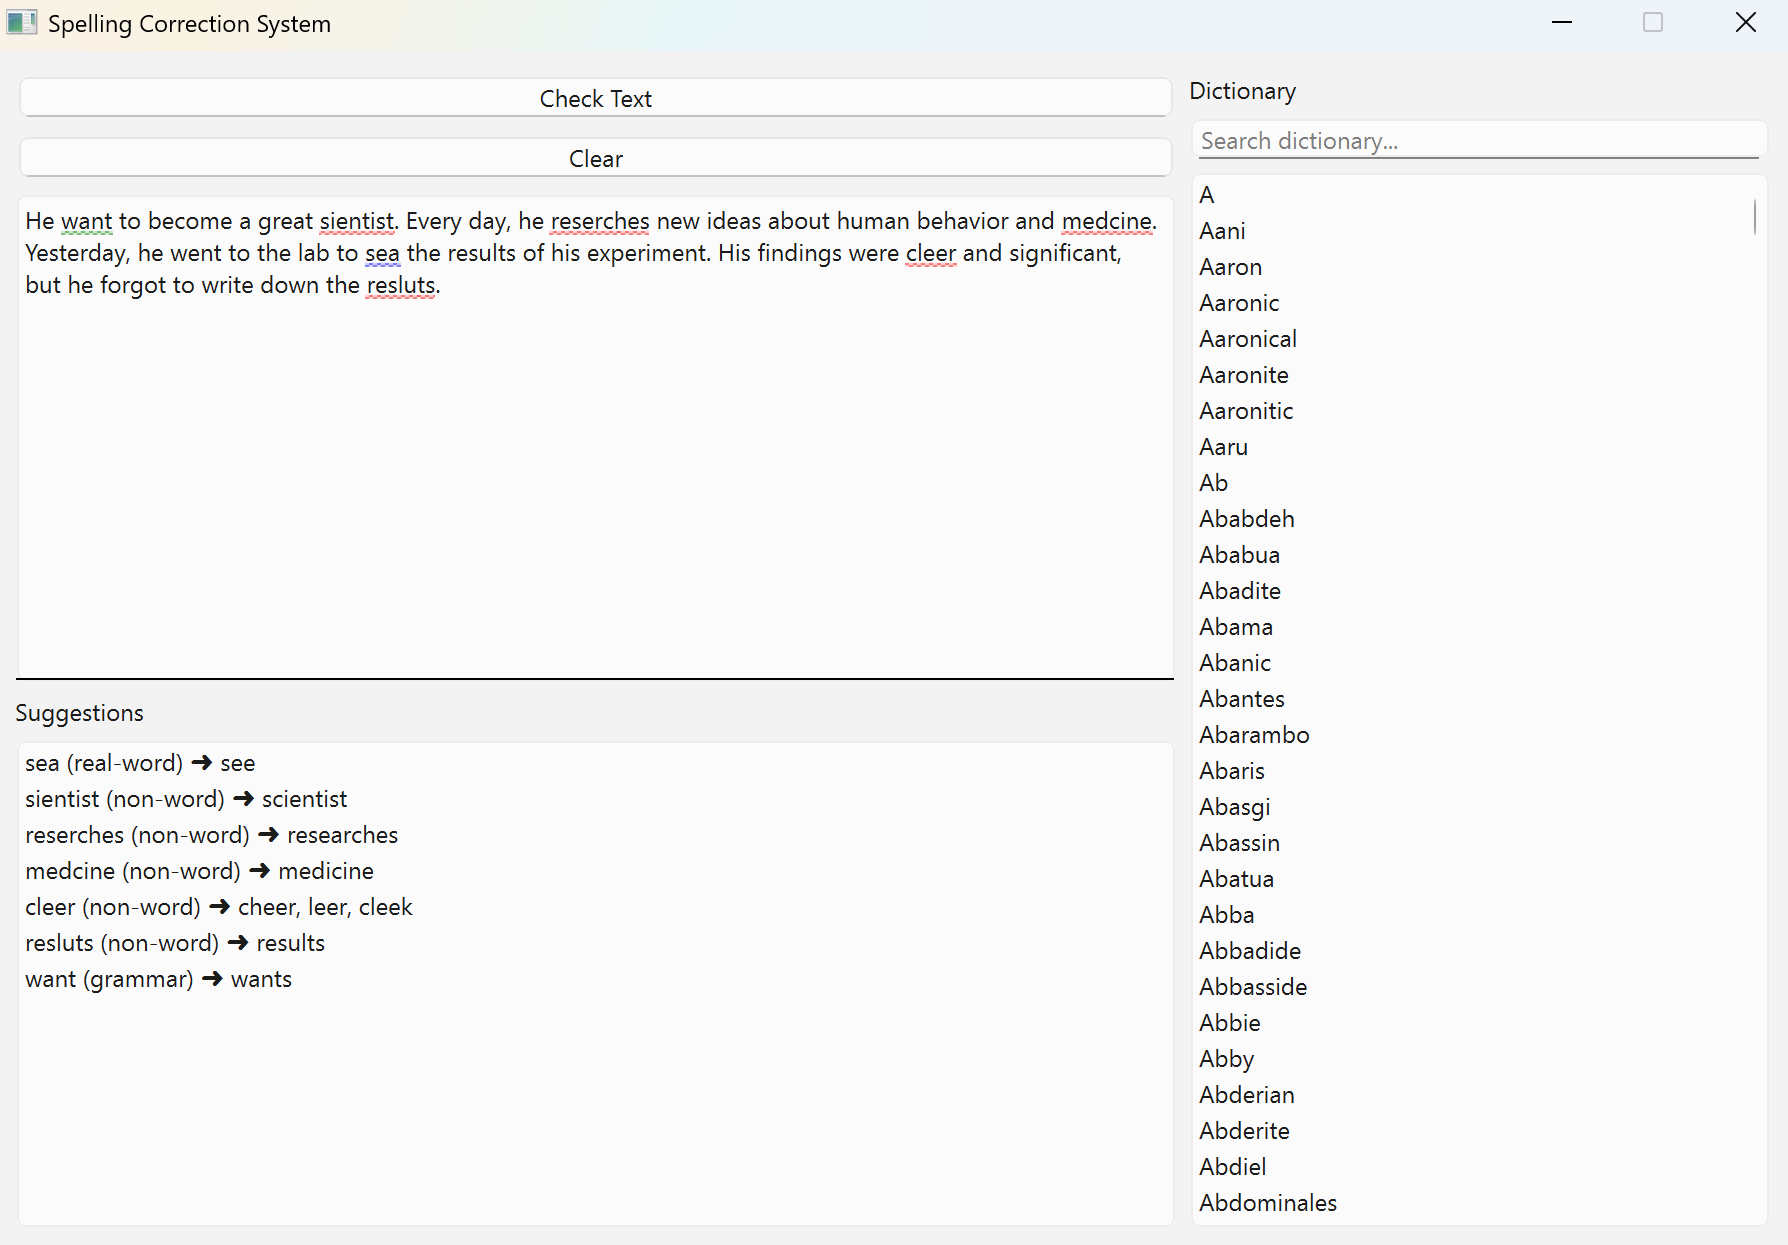 Spelling Correction System
Check Text
Clear
He want to become a great sientist. Every day, he reserches new ideas about human behavior and medcine.
Yesterday, he went to the lab to sea the results of his experiment. His findings were cleer and significant,
but he forgot to write down the resluts.
Suggestions
sea (real-word) ➜ see
sientist (non-word) ➜ scientist
reserches (non-word) ➜ researches
medcine (non-word) ➜ medicine
cleer (non-word) ➜ cheer, leer, cleek
resluts (non-word) ➜ results
want (grammar) ➜ wants
Dictionary
Search dictionary...
A
Aani
Aaron
Aaronic
Aaronical
Aaronite
Aaronitic
Aaru
Ab
Ababdeh
Ababua
Abadite
Abama
Abanic
Abantes
Abarambo
Abaris
Abasgi
Abassin
Abatua
Abba
Abbadide
Abbasside
Abbie
Abby
Abderian
Abderite
Abdiel
Abdominales